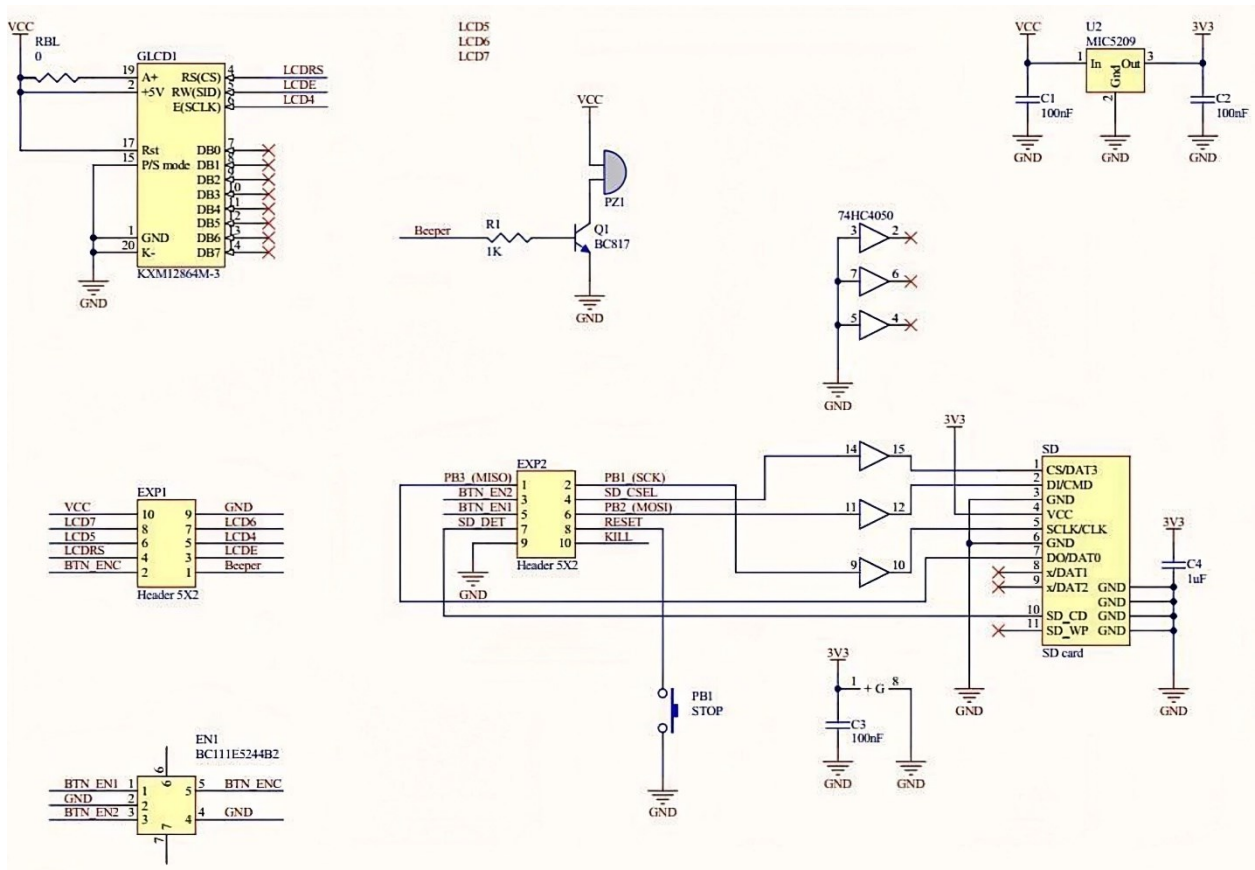 VCC
RBL
0
GLCD1
19 A+ RS(CS) 4 LCDRS
2 +5V RW(SID) 5 LCDE
E(SCLK) 6 LCD4
17 Rst DB0 7
15 P/S mode DB1 8
DB2 9
DB3 10
DB4 11
DB5 12
1 GND DB6 13
20 K- DB7 14
KXM12864M-3
GND
LCD5
LCD6
LCD7
VCC
PZ1
Beeper
R1
1K
Q1
BC817
GND
VCC
U2
MIC5209
3V3
1 In Out 3
Gnd
2
C1
100nF
C2
100nF
GND
GND
GND
74HC4050
3 2
7 6
5 4
GND
EXP1
VCC 10 9 GND
LCD7 8 7 LCD6
LCD5 6 5 LCD4
LCDRS 4 3 LCDE
BTN_ENC 2 1 Beeper
Header 5X2
EXP2
PB3_(MISO) 1 2 PB1_(SCK)
BTN_EN2 3 4 SD_CSEL
BTN_EN1 5 6 PB2_(MOSI)
SD_DET 7 8 RESET
9 10 KILL
Header 5X2
GND
14 15
11 12
9 10
3V3
SD
1 CS/DAT3
2 DI/CMD
3 GND
4 VCC
5 SCLK/CLK
6 GND
7 DO/DAT0
8 x/DAT1
9 x/DAT2 GND
GND
10 SD_CD GND
11 SD_WP GND
SD card
3V3
C4
1uF
GND
GND
PB1
STOP
GND
3V3
1 + G 8
C3
100nF
GND
GND
EN1
BC111E5244B2
6
6
BTN_EN1 1 1 5 5 BTN_ENC
GND 2 2
BTN_EN2 3 3 4 4 GND
7
7